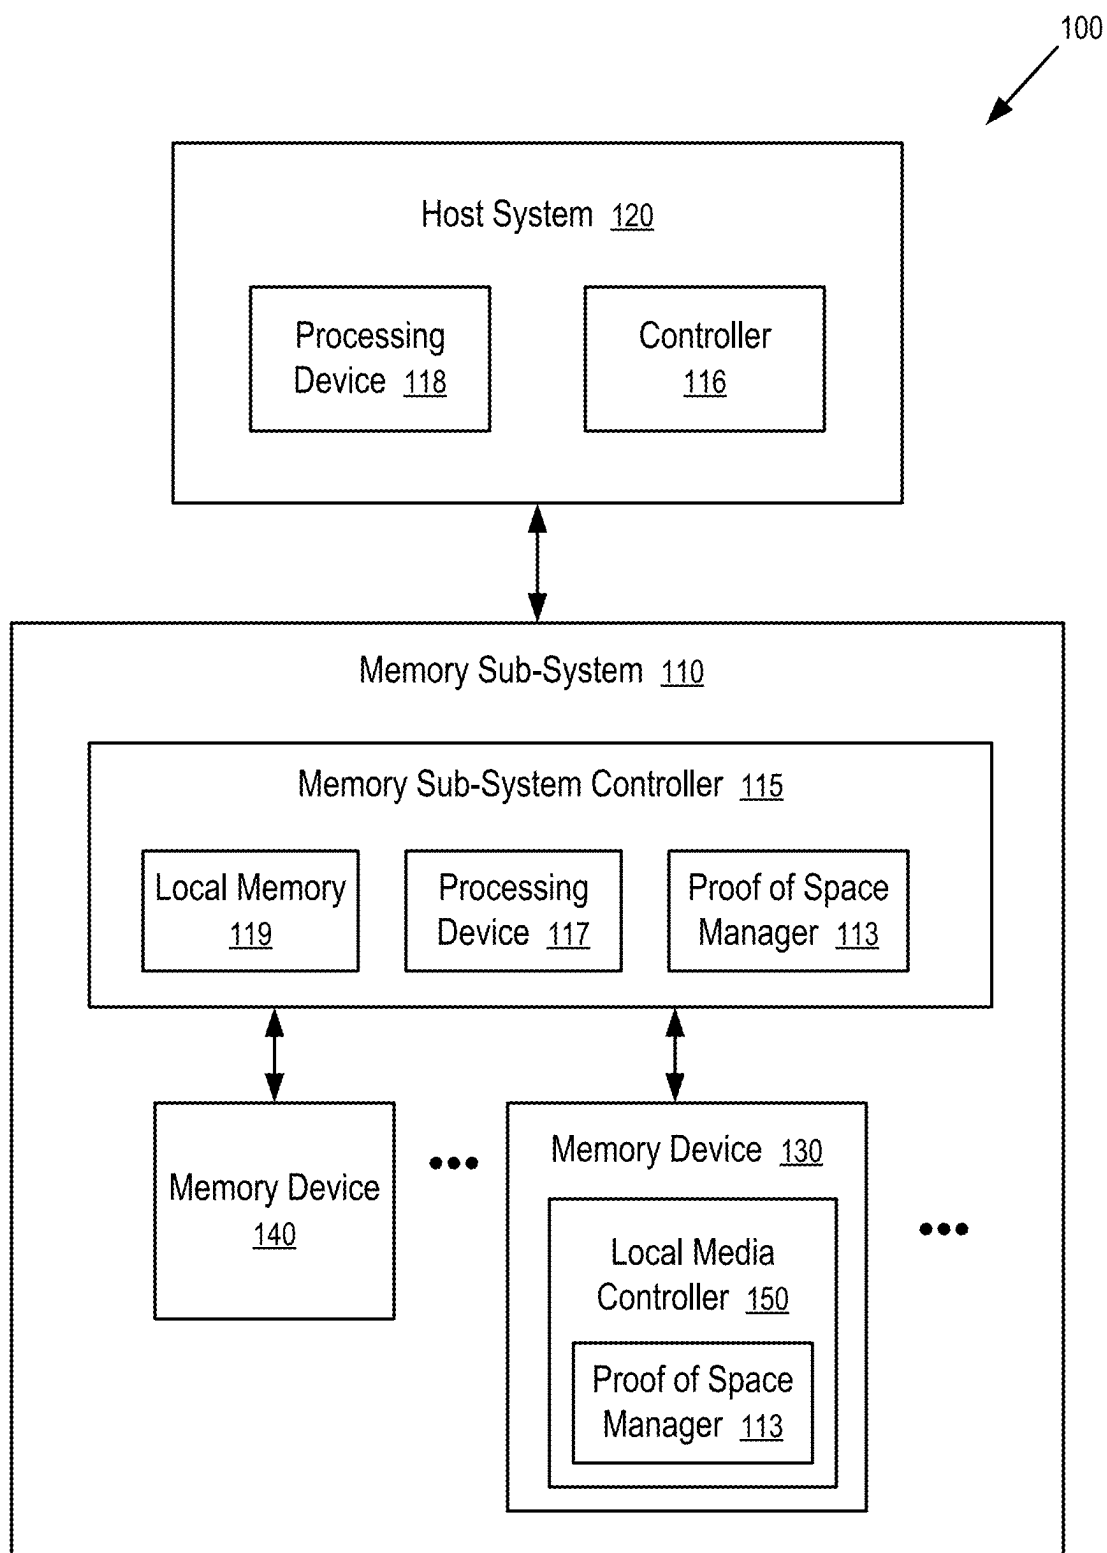 100
Host System 120
Processing
Device 118
Controller
116
Memory Sub-System 110
Memory Sub-System Controller 115
Local Memory
119
Processing
Device 117
Proof of Space
Manager 113
Memory Device
140
Memory Device 130
Local Media
Controller 150
Proof of Space
Manager 113